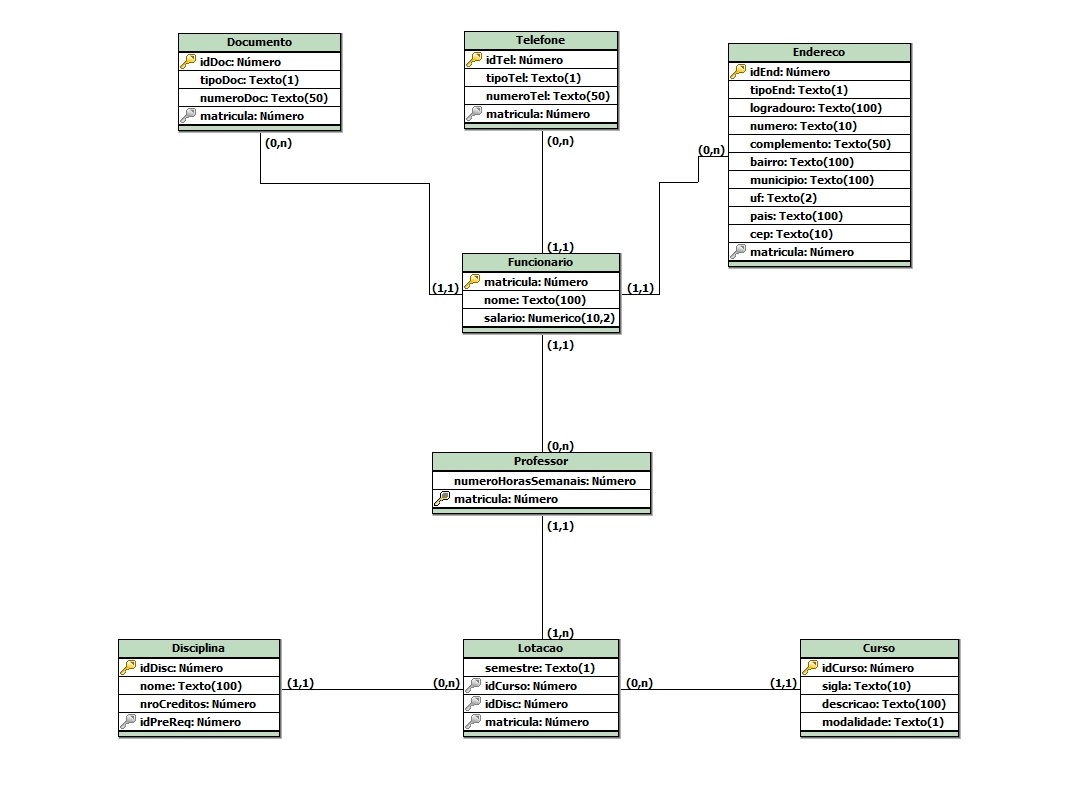 Documento
idDoc: Número
tipoDoc: Texto(1)
numeroDoc: Texto(50)
matricula: Número
(0,n)
Telefone
idTel: Número
tipoTel: Texto(1)
numeroTel: Texto(50)
matricula: Número
(0,n)
Endereco
idEnd: Número
tipoEnd: Texto(1)
logradouro: Texto(100)
numero: Texto(10)
complemento: Texto(50)
bairro: Texto(100)
municipio: Texto(100)
uf: Texto(2)
pais: Texto(100)
cep: Texto(10)
matricula: Número
(0,n)
(1,1)
(1,1)
(1,1)
Funcionario
matricula: Número
nome: Texto(100)
salario: Numerico(10,2)
(1,1)
(0,n)
Professor
numeroHorasSemanais: Número
matricula: Número
(1,1)
(1,n)
Disciplina
idDisc: Número
nome: Texto(100)
nroCreditos: Número
idPreReq: Número
(1,1)
(0,n)
Lotacao
semestre: Texto(1)
idCurso: Número
idDisc: Número
matricula: Número
(0,n)
(1,1)
Curso
idCurso: Número
sigla: Texto(10)
descricao: Texto(100)
modalidade: Texto(1)